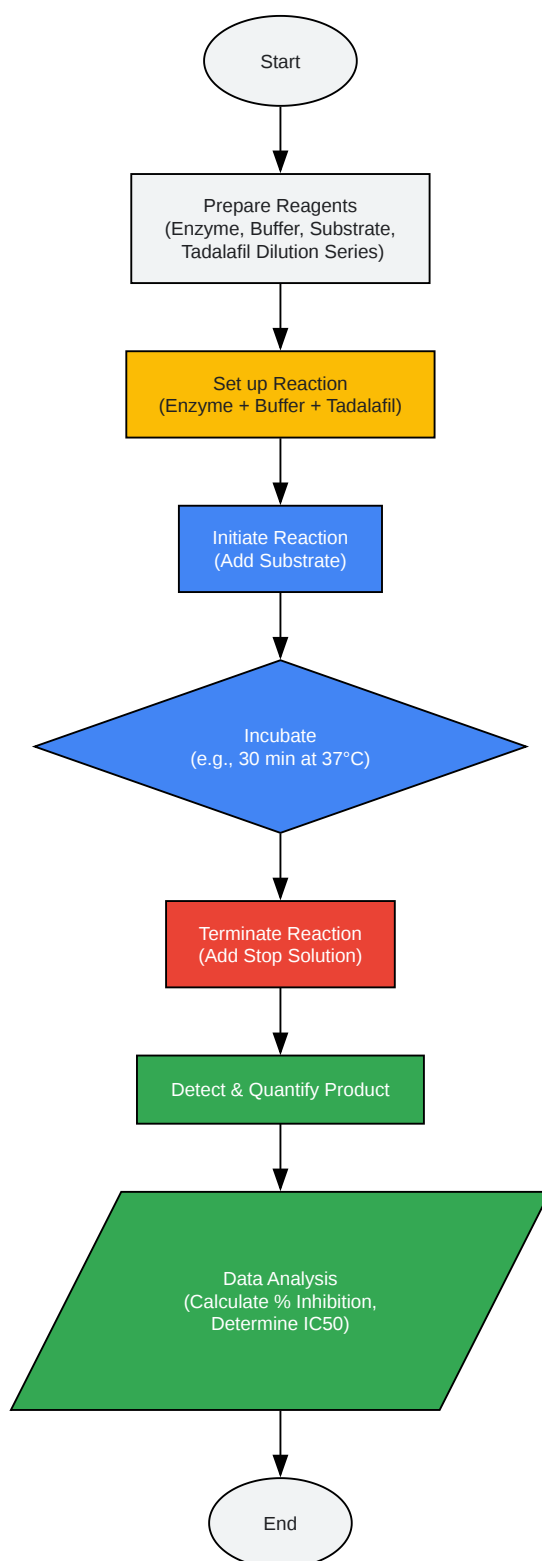 Start
Prepare Reagents
(Enzyme, Buffer, Substrate,
Tadalafil Dilution Series)
Set up Reaction
(Enzyme + Buffer + Tadalafil)
Initiate Reaction
(Add Substrate)
Incubate
(e.g., 30 min at 37°C)
Terminate Reaction
(Add Stop Solution)
Detect & Quantify Product
Data Analysis
(Calculate % Inhibition,
Determine IC50)
End